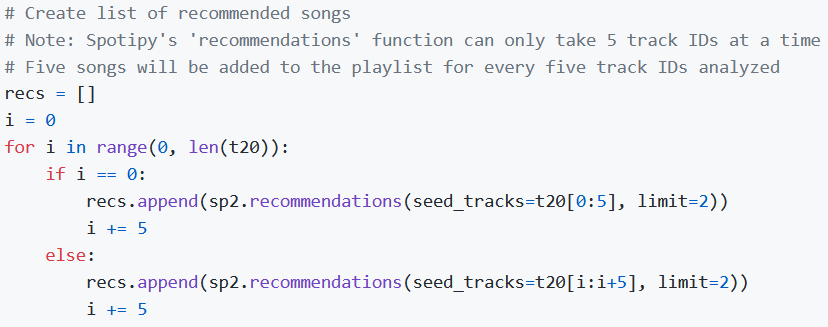 # Create list of recommended songs
# Note: Spotipy's 'recommendations' function can only take 5 track IDs at a time
# Five songs will be added to the playlist for every five track IDs analyzed
recs = []
i = 0
for i in range(0, len(t20)):
    if i == 0:
        recs.append(sp2.recommendations(seed_tracks=t20[0:5], limit=2))
        i += 5
    else:
        recs.append(sp2.recommendations(seed_tracks=t20[i:i+5], limit=2))
        i += 5